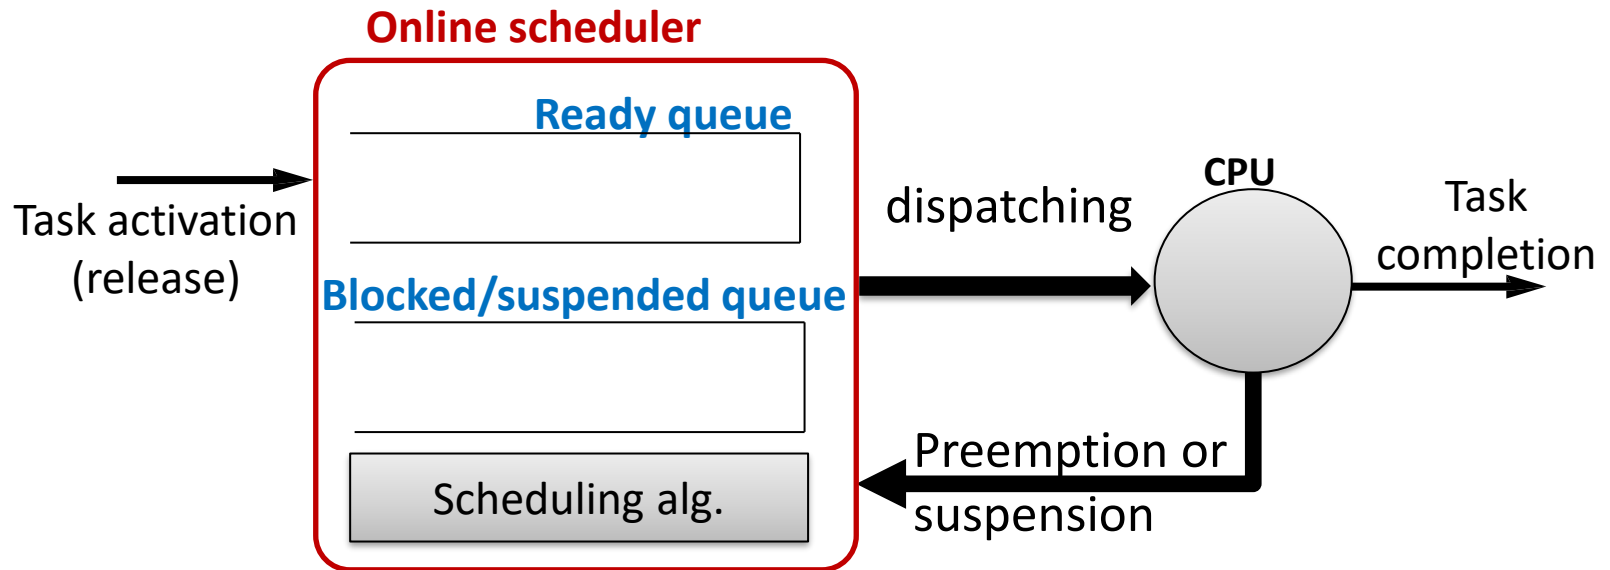 Online scheduler
Ready queue
Task activation
(release)
Blocked/suspended queue
Scheduling alg.
dispatching
CPU
Task
completion
Preemption or
suspension